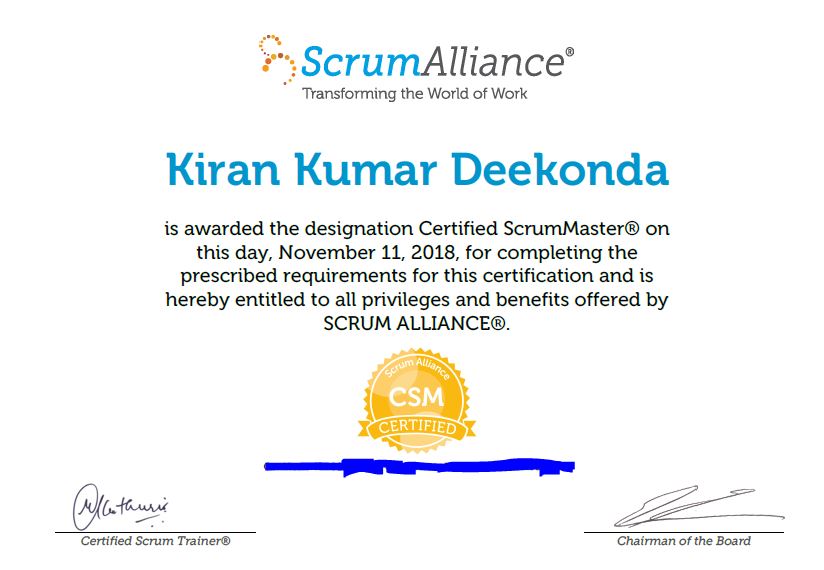 ScrumAlliance®
Transforming the World of Work
Kiran Kumar Deekonda
is awarded the designation Certified ScrumMaster® on
this day, November 11, 2018, for completing the
prescribed requirements for this certification and is
hereby entitled to all privileges and benefits offered by
SCRUM ALLIANCE®.
Scrum Alliance
CSM
CERTIFIED
Certified Scrum Trainer®
Chairman of the Board